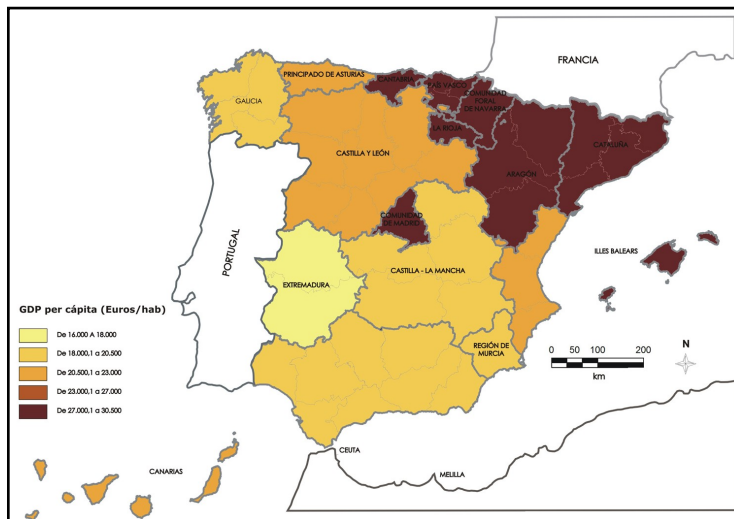 FRANCIA
PRINCIPADO DE ASTURIAS
CANTABRIA
PAÍS VASCO
COMUNIDAD
FORAL
DE NAVARRA
GALICIA
LA RIOJA
CASTILLA Y LEÓN
CATALUÑA
ARAGÓN
COMUNIDAD
DE MADRID
PORTUGAL
ILLES BALEARS
CASTILLA - LA MANCHA
EXTREMADURA
GDP per cápita (Euros/hab)
De 16.000 A 18.000
De 18.000,1 a 20.500
De 20.500,1 a 23.000
De 23.000,1 a 27.000
De 27.000,1 a 30.500
REGIÓN DE
MURCIA
N
0 50 100 200
km
CEUTA
MELILLA
CANARIAS